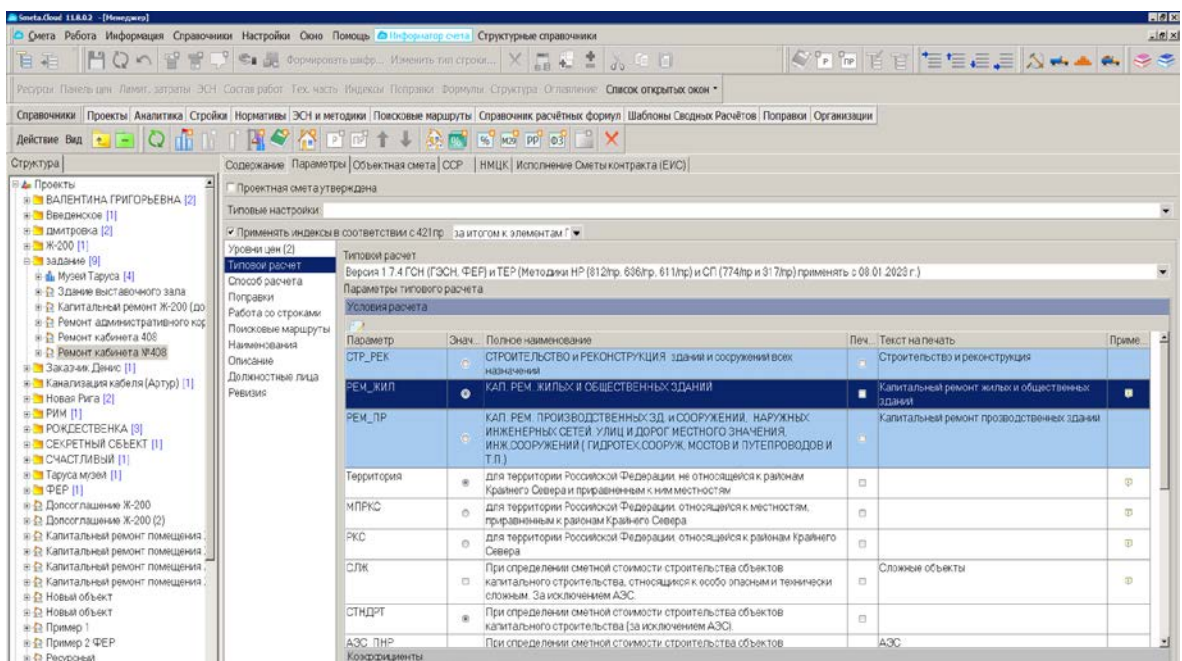 Smeta.Cloud 11.8.0.2 - [Менеджер]
Смета Работа Информация Справочники Настройки Окно Помощь Информатор счета Структурные справочники
Формировать шифр... Изменить тип строки...
Ресурсы Панель цен Лимит. затраты ЭСН Состав работ Тех. часть Индексы Поправки Формулы Структура Оглавление Список открытых окон
Справочники Проекты Аналитика Стройки Нормативы ЭСН и методики Поисковые маршруты Справочник расчётных формул Шаблоны Сводных Расчётов Поправки Организации
Действие Вид
Структура
Содержание Параметры Объектная смета ССР НМЦК Исполнение Сметы контракта (ЕИС)
Проекты
ВАЛЕНТИНА ГРИГОРЬЕВНА [2]
Введенское [1]
дмитровка [2]
Ж-200 [1]
задание [9]
Музей Таруса [4]
Здание выставочного зала
Капитальный ремонт Ж-200 (до
Ремонт административного кор
Ремонт кабинета 408
Ремонт кабинета №408
Заказчик Денис [1]
Канализация кабеля (Артур) [1]
Новая Рига [2]
РИМ [1]
РОЖДЕСТВЕНКА [3]
СЕКРЕТНЫЙ ОБЪЕКТ [1]
СЧАСТЛИВЫЙ [1]
Таруса музей [1]
ФЕР [1]
Допсоглашение Ж-200
Допсоглашение Ж-200 (2)
Капитальный ремонт помещения
Капитальный ремонт помещения
Капитальный ремонт помещения
Капитальный ремонт помещения
Новый объект
Новый объект
Пример 1
Пример 2 ФЕР
Ресурсный
Проектная смета утверждена
Типовые настройки:
Применять индексы в соответствии с 421пр за итогом к элементам
Уровни цен (2)
Типовой расчет
Способ расчета
Поправки
Работа со строками
Поисковые маршруты
Наименования
Описание
Должностные лица
Ревизия
Типовой расчет
Версия 1.7.4 ГСН (ГЭСН, ФЕР) и ТЕР (Методики НР (812/пр, 636/пр, 611/пр) и СП (774/пр и 317/пр) применять с 08.01.2023 г.)
Параметры типового расчета
Условия расчета
Параметр Знач... Полное наименование Печ... Текст на печать Приме...
СТР_РЕК СТРОИТЕЛЬСТВО И РЕКОНСТРУКЦИЯ зданий и сооружений всех назначений Строительство и реконструкция
РЕМ_ЖИЛ КАП. РЕМ. ЖИЛЫХ И ОБЩЕСТВЕННЫХ ЗДАНИЙ Капитальный ремонт жилых и общественных зданий
РЕМ_ПР КАП. РЕМ. ПРОИЗВОДСТВЕННЫХ ЗД. и СООРУЖЕНИЙ, НАРУЖНЫХ Капитальный ремонт прозводственных зданий
ИНЖЕНЕРНЫХ СЕТЕЙ, УЛИЦ И ДОРОГ МЕСТНОГО ЗНАЧЕНИЯ,
ИНЖ.СООРУЖЕНИЙ ( ГИДРОТЕХ.СООРУЖ, МОСТОВ И ПУТЕПРОВОДОВ И
Т.П.)
Территория для территории Российской Федерации, не относящейся к районам
Крайнего Севера и приравненным к ним местностям
МПРКС для территории Российской Федерации, относящейся к местностям,
приравненным к районам Крайнего Севера
РКС для территории Российской Федерации, относящейся к районам Крайнего
Севера
СЛЖ При определении сметной стоимости строительства объектов Сложные объекты
капитального строительства, относящихся к особо опасным и технически
сложным. За исключением АЭС.
СТНДРТ При определении сметной стоимости строительства объектов
капитального строительства (за исключением АЭС).
АЭС_ПНР При определении сметной стоимости строительства объектов АЭС
Коэффициенты